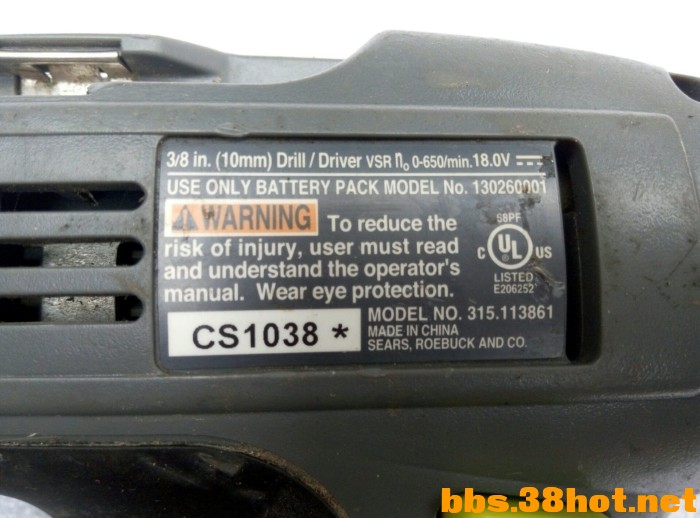 3/8 in. (10mm) Drill / Driver VSR n₀ 0-650/min. 18.0V ⎓
USE ONLY BATTERY PACK MODEL No. 130260001
WARNING To reduce the
risk of injury, user must read
and understand the operator's
manual. Wear eye protection.
58PF
C UL US
LISTED
E206252
CS1038 *
MODEL NO. 315.113861
MADE IN CHINA
SEARS, ROEBUCK AND CO.
bbs.38hot.net